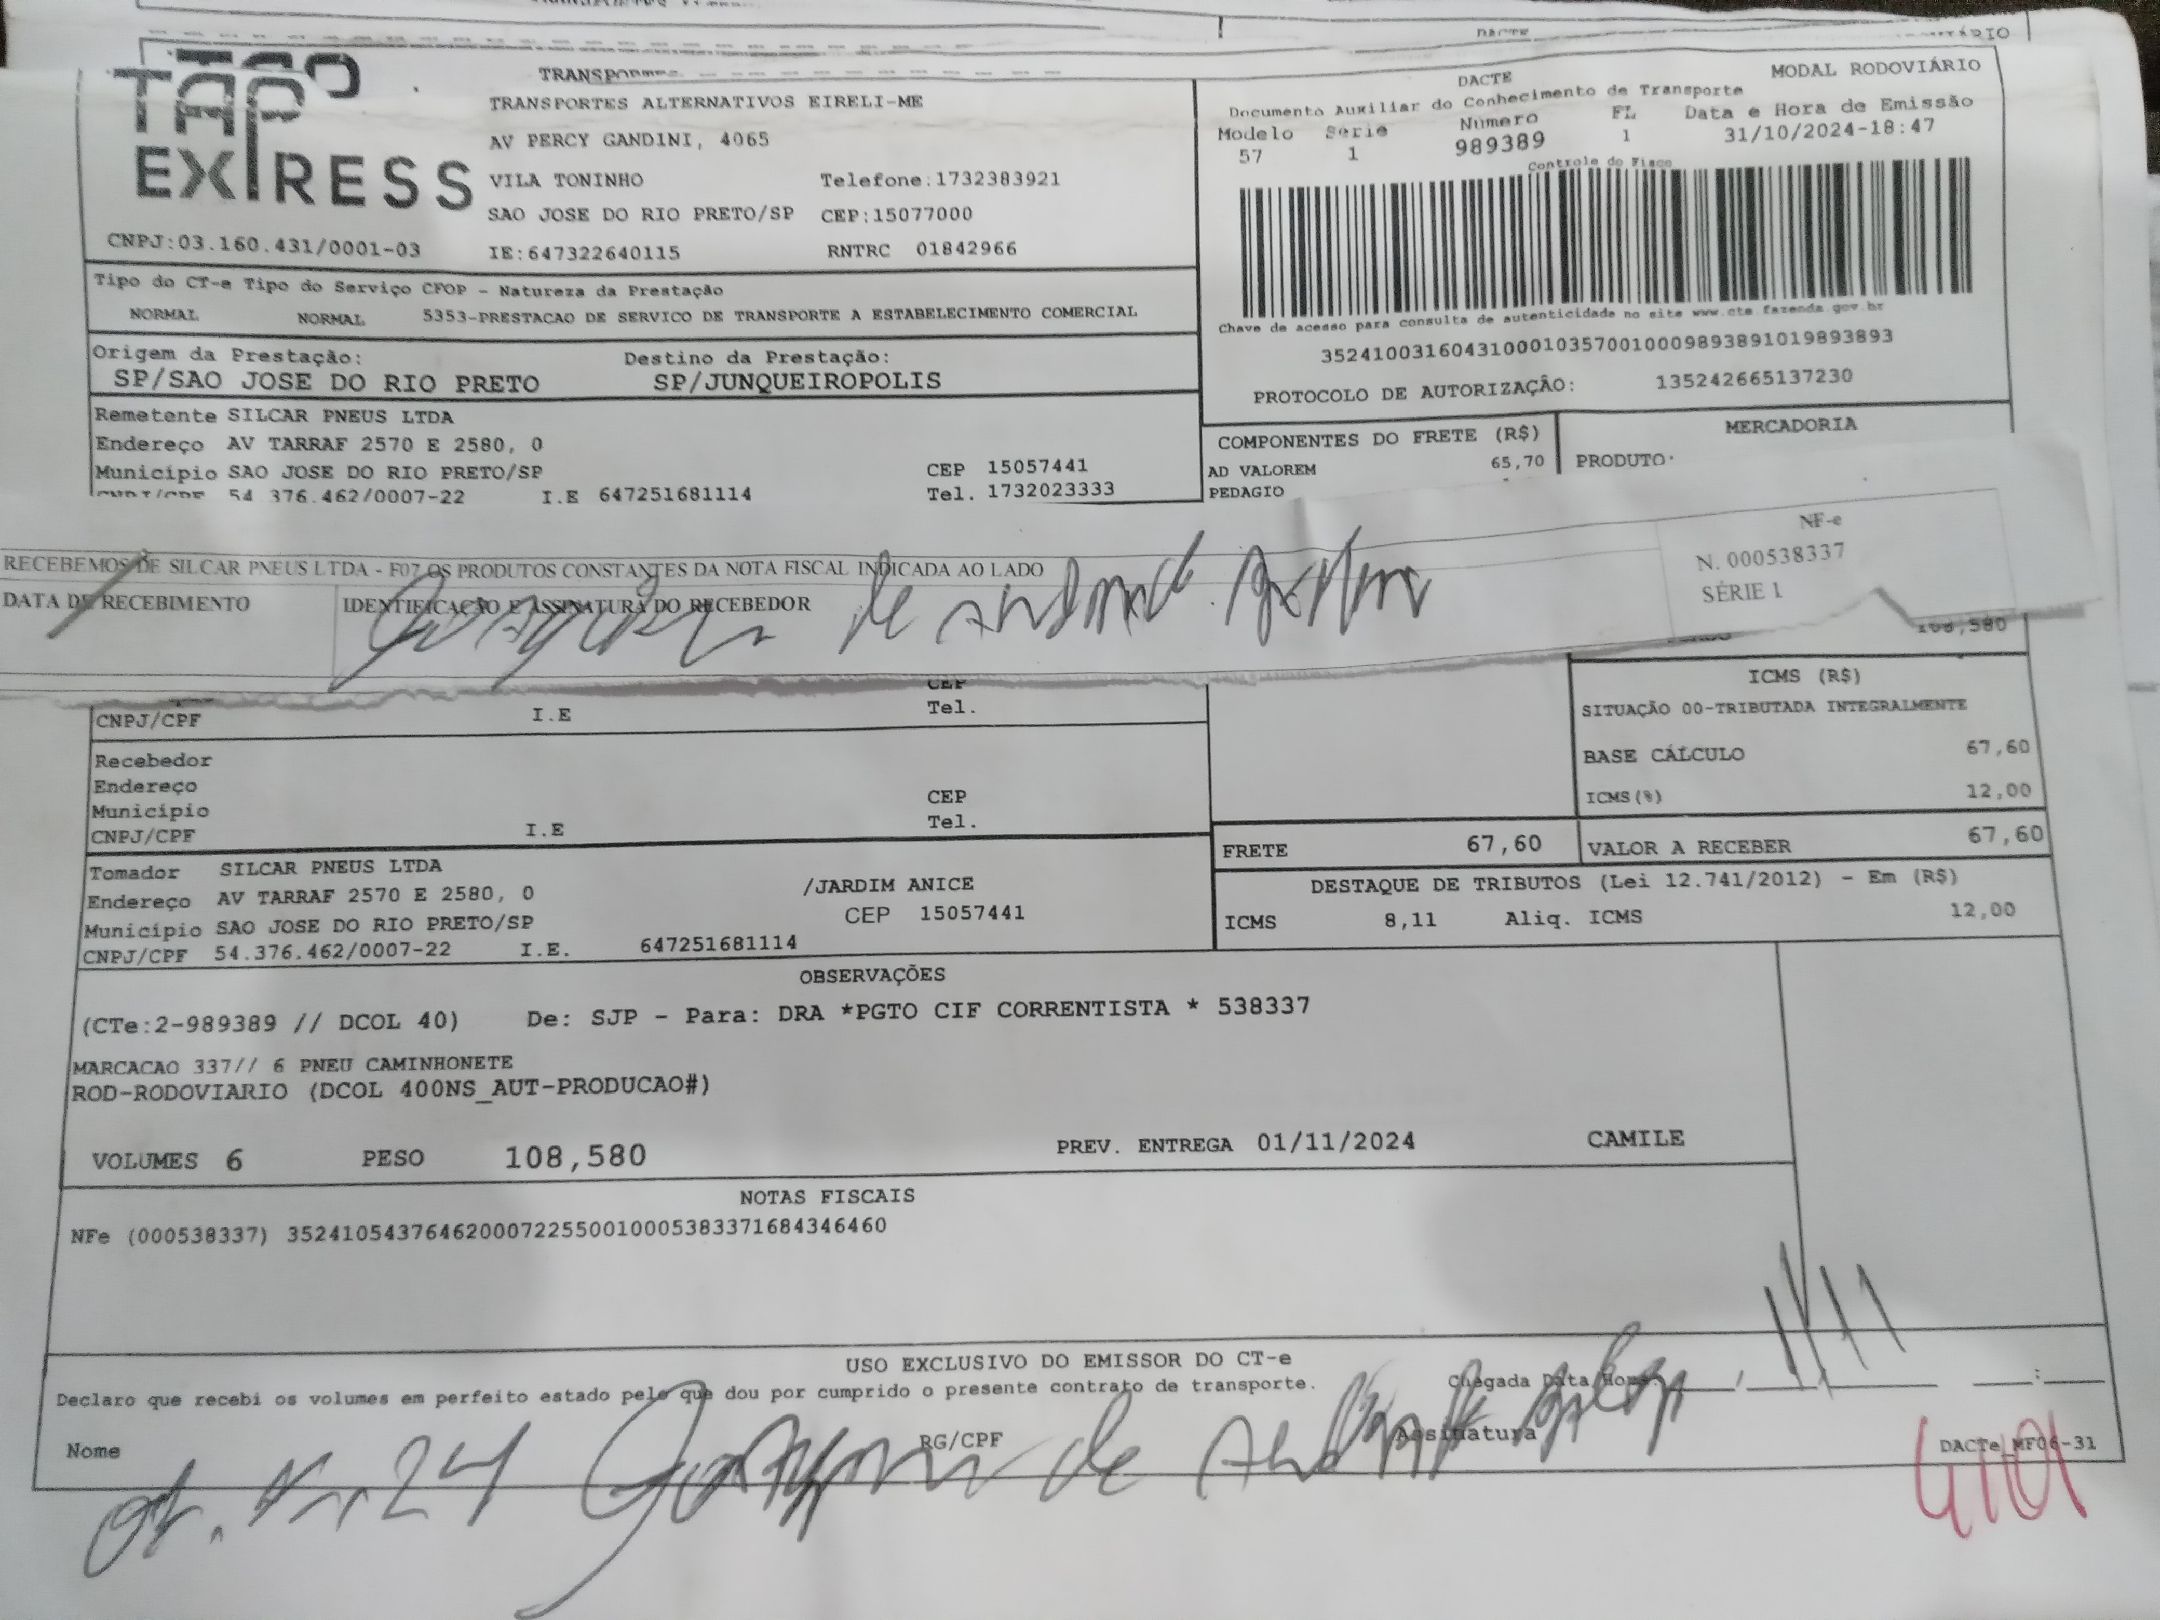 DACTE
TAP EXPRESS
TRANSPORTES ALTERNATIVOS EIRELI-ME
AV PERCY GANDINI, 4065
VILA TONINHO Telefone:1732383921
SAO JOSE DO RIO PRETO/SP CEP:15077000
CNPJ:03.160.431/0001-03 IE:647322640115 RNTRC 01842966
DACTE MODAL RODOVIÁRIO
Documento Auxiliar do Conhecimento de Transporte
Modelo Serie Número FL Data e Hora de Emissão
57 1 989389 1 31/10/2024-18:47
Controle do Fisco
Chave de acesso para consulta de autenticidade no site www.cte.fazenda.gov.br
35241003160431000103570010009893891019893893
PROTOCOLO DE AUTORIZAÇÃO: 135242665137230
Tipo do CT-e Tipo do Serviço CFOP - Natureza da Prestação
NORMAL NORMAL 5353-PRESTACAO DE SERVICO DE TRANSPORTE A ESTABELECIMENTO COMERCIAL
Origem da Prestação: Destino da Prestação:
SP/SAO JOSE DO RIO PRETO SP/JUNQUEIROPOLIS
Remetente SILCAR PNEUS LTDA
Endereço AV TARRAF 2570 E 2580, 0
Município SAO JOSE DO RIO PRETO/SP CEP 15057441
CNPJ/CPF 54.376.462/0007-22 I.E 647251681114 Tel. 1732023333
COMPONENTES DO FRETE (R$) MERCADORIA
AD VALOREM 65,70 PRODUTO:
PEDAGIO
RECEBEMOS DE SILCAR PNEUS LTDA - F07 OS PRODUTOS CONSTANTES DA NOTA FISCAL INDICADA AO LADO
DATA DE RECEBIMENTO IDENTIFICAÇÃO E ASSINATURA DO RECEBEDOR
NF-e
N. 000538337
SÉRIE 1
108,580
CEP
CNPJ/CPF I.E Tel.
Recebedor
Endereço
Município CEP
CNPJ/CPF I.E Tel.
ICMS (R$)
SITUAÇÃO 00-TRIBUTADA INTEGRALMENTE
BASE CÁLCULO 67,60
ICMS(%) 12,00
FRETE 67,60 VALOR A RECEBER 67,60
Tomador SILCAR PNEUS LTDA
Endereço AV TARRAF 2570 E 2580, 0 /JARDIM ANICE
Município SAO JOSE DO RIO PRETO/SP CEP 15057441
CNPJ/CPF 54.376.462/0007-22 I.E. 647251681114
DESTAQUE DE TRIBUTOS (Lei 12.741/2012) - Em (R$)
ICMS 8,11 Aliq. ICMS 12,00
OBSERVAÇÕES
(CTe:2-989389 // DCOL 40) De: SJP - Para: DRA *PGTO CIF CORRENTISTA * 538337
MARCACAO 337// 6 PNEU CAMINHONETE
ROD-RODOVIARIO (DCOL 400NS_AUT-PRODUCAO#)
VOLUMES 6 PESO 108,580 PREV. ENTREGA 01/11/2024 CAMILE
NOTAS FISCAIS
NFe (000538337) 35241054376462000722550010005383371684346460
USO EXCLUSIVO DO EMISSOR DO CT-e
Declaro que recebi os volumes em perfeito estado pelo que dou por cumprido o presente contrato de transporte. Chegada Data Hora:
Nome RG/CPF Assinatura DACTe_MF06-31